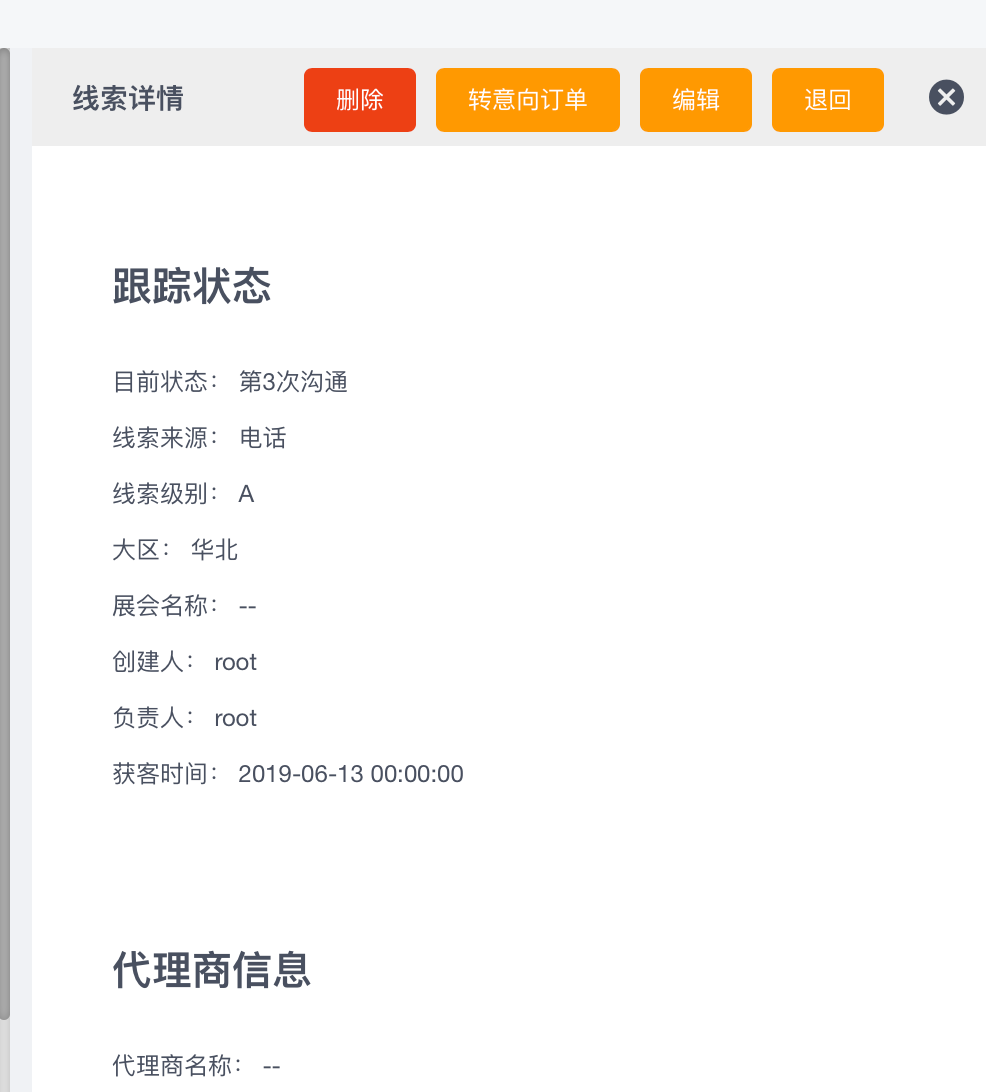 线索详情 删除 转意向订单 编辑 退回
跟踪状态
目前状态： 第3次沟通
线索来源： 电话
线索级别： A
大区： 华北
展会名称： --
创建人： root
负责人： root
获客时间： 2019-06-13 00:00:00
代理商信息
代理商名称： --